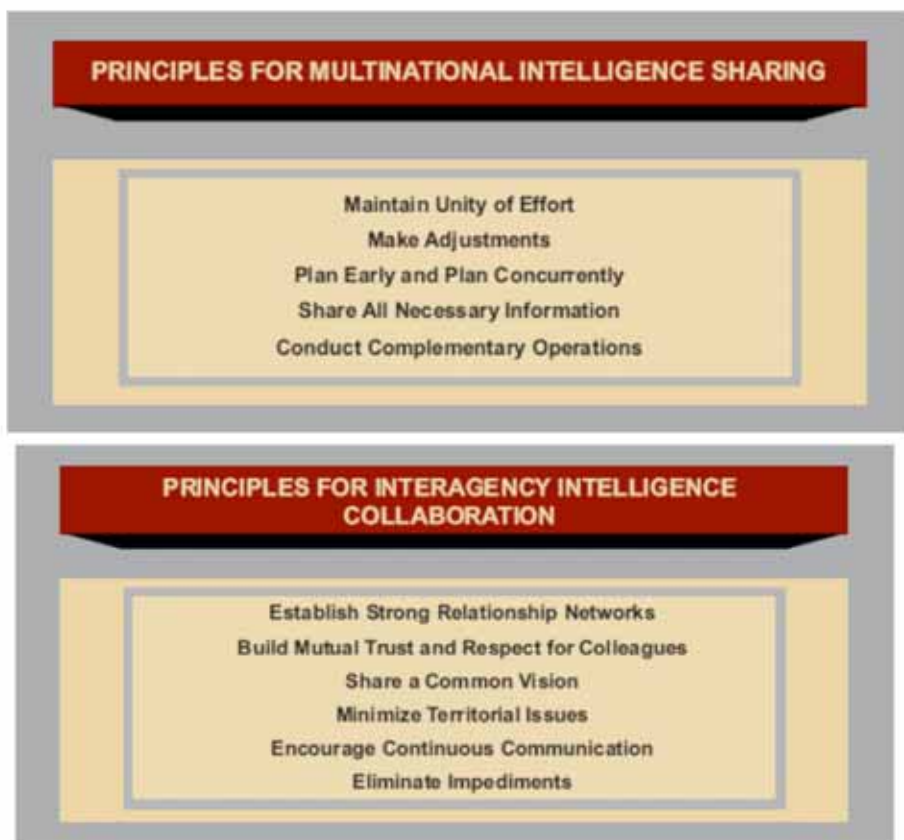 PRINCIPLES FOR MULTINATIONAL INTELLIGENCE SHARING
Maintain Unity of Effort
Make Adjustments
Plan Early and Plan Concurrently
Share All Necessary Information
Conduct Complementary Operations
PRINCIPLES FOR INTERAGENCY INTELLIGENCE
COLLABORATION
Establish Strong Relationship Networks
Build Mutual Trust and Respect for Colleagues
Share a Common Vision
Minimize Territorial Issues
Encourage Continuous Communication
Eliminate Impediments